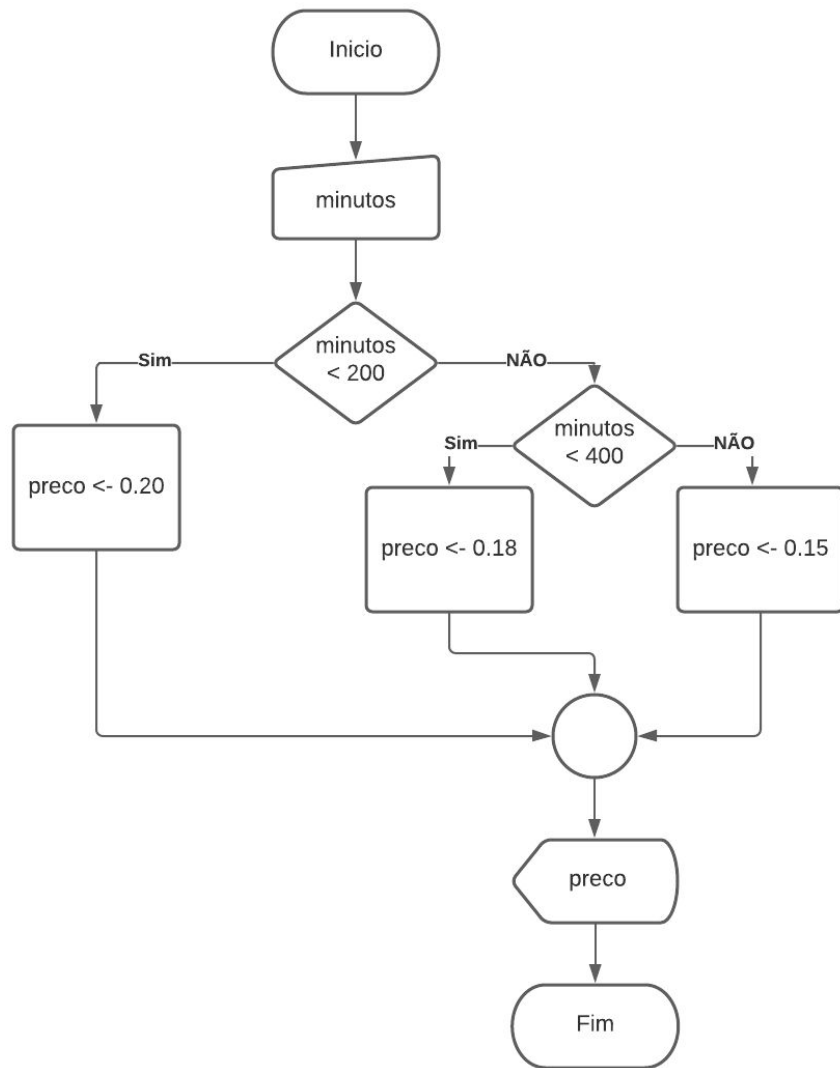 Inicio
minutos
minutos
< 200
Sim
NÃO
minutos
< 400
Sim
NÃO
preco <- 0.20
preco <- 0.18
preco <- 0.15
preco
Fim